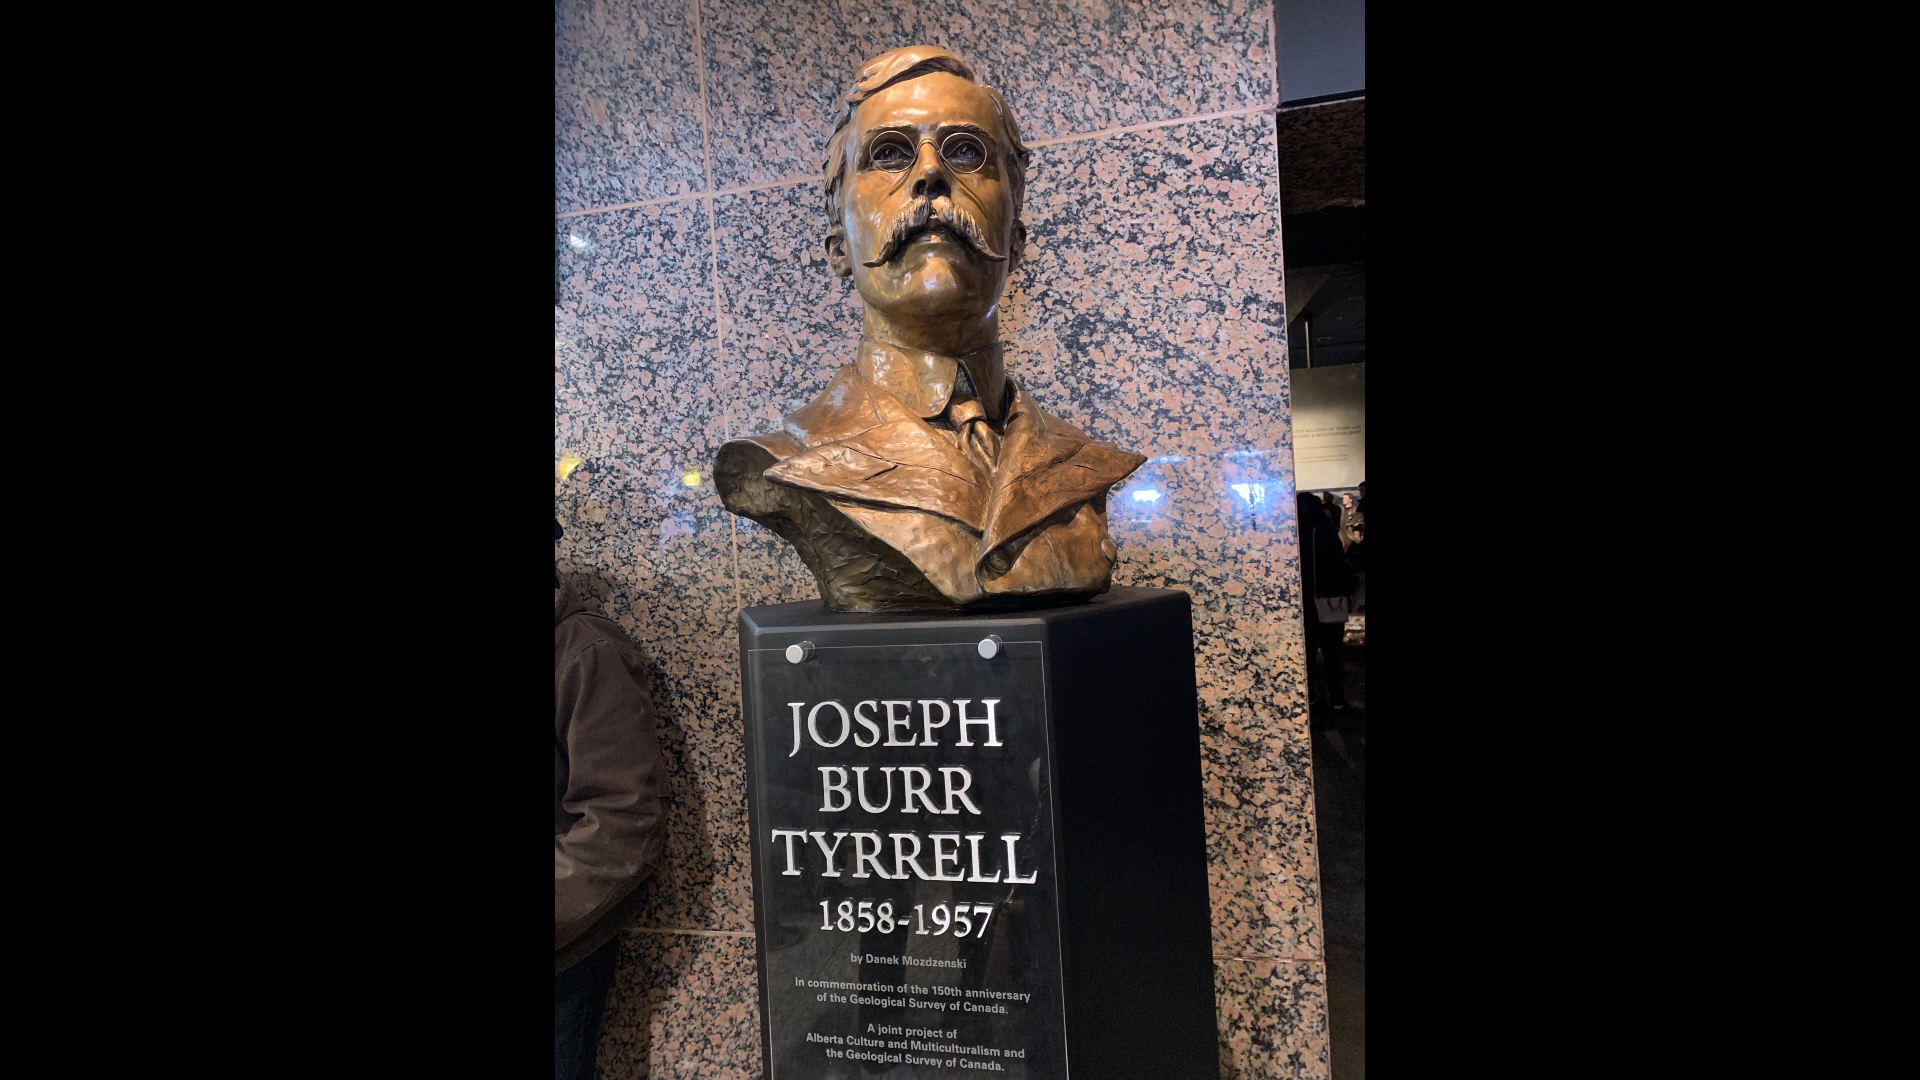 JOSEPH
BURR
TYRRELL
1858-1957
by Danek Mozdzenski
In commemoration of the 150th anniversary
of the Geological Survey of Canada.
A joint project of
Alberta Culture and Multiculturalism and
the Geological Survey of Canada.